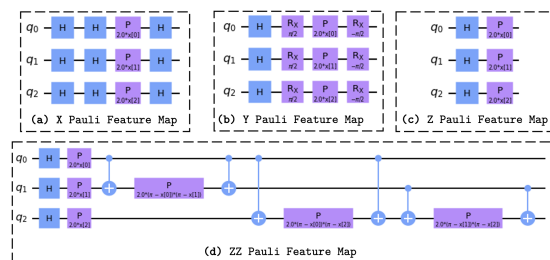 q0 H H P 2.0*x[0] H
q1 H H P 2.0*x[1] H
q2 H H P 2.0*x[2] H
(a) X Pauli Feature Map
q0 H RX π/2 P 2.0*x[0] RX −π/2
q1 H RX π/2 P 2.0*x[1] RX −π/2
q2 H RX π/2 P 2.0*x[2] RX −π/2
(b) Y Pauli Feature Map
q0 H P 2.0*x[0]
q1 H P 2.0*x[1]
q2 H P 2.0*x[2]
(c) Z Pauli Feature Map
q0 H P 2.0*x[0]
q1 H P 2.0*x[1] P 2.0*(π − x[0])*(π − x[1])
q2 H P 2.0*x[2] P 2.0*(π − x[0])*(π − x[2]) P 2.0*(π − x[1])*(π − x[2])
(d) ZZ Pauli Feature Map